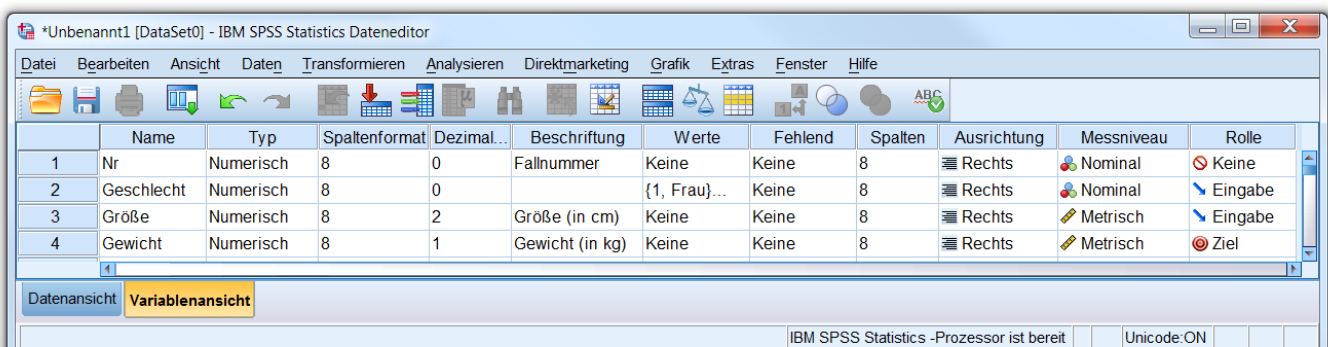 *Unbenannt1 [DataSet0] - IBM SPSS Statistics Dateneditor
Datei Bearbeiten Ansicht Daten Transformieren Analysieren Direktmarketing Grafik Extras Fenster Hilfe
A 1 ABC
Name Typ Spaltenformat Dezimal... Beschriftung Werte Fehlend Spalten Ausrichtung Messniveau Rolle
1 Nr Numerisch 8 0 Fallnummer Keine Keine 8 Rechts Nominal Keine
2 Geschlecht Numerisch 8 0 {1, Frau}... Keine 8 Rechts Nominal Eingabe
3 Größe Numerisch 8 2 Größe (in cm) Keine Keine 8 Rechts Metrisch Eingabe
4 Gewicht Numerisch 8 1 Gewicht (in kg) Keine Keine 8 Rechts Metrisch Ziel
Datenansicht Variablenansicht
IBM SPSS Statistics -Prozessor ist bereit Unicode:ON